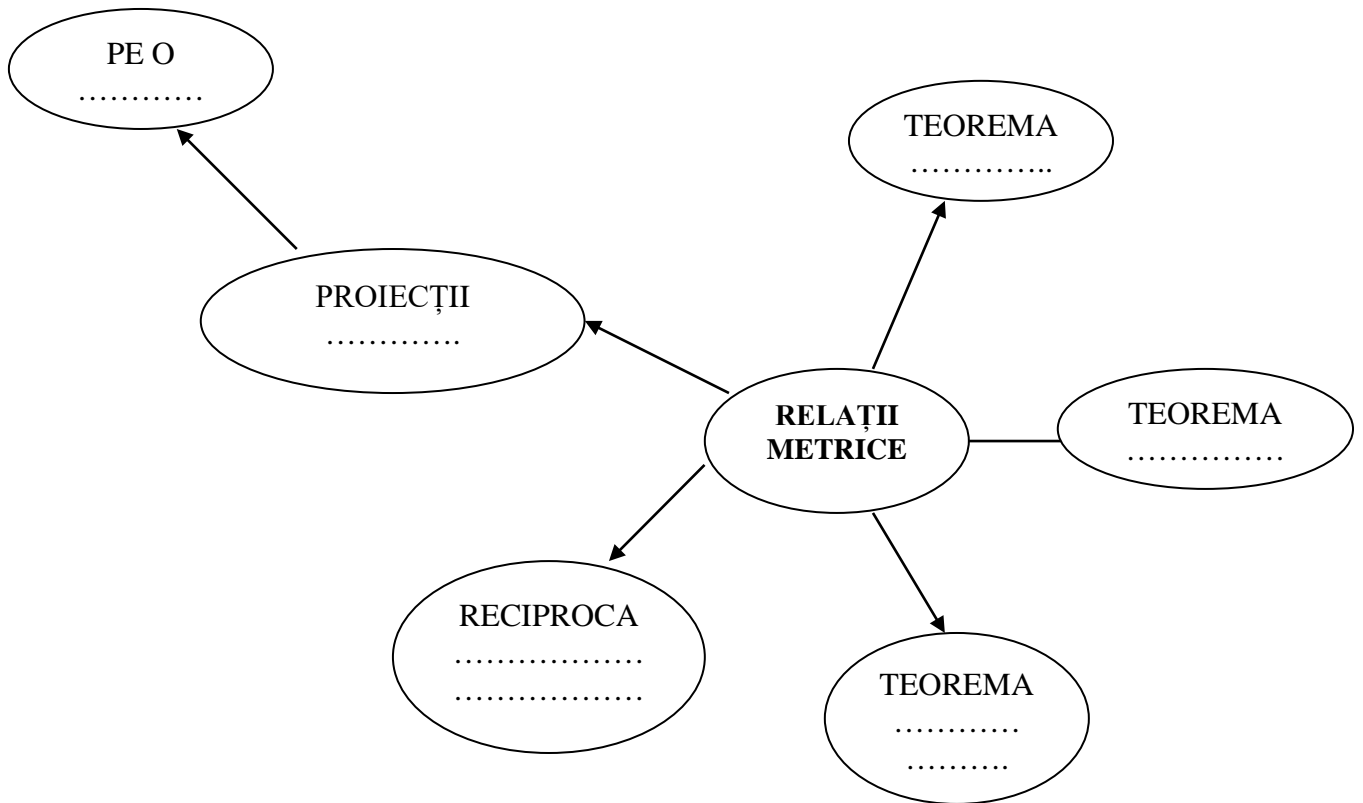 PE O
…………
TEOREMA
…………..
PROIECȚII
………….
RELAȚII
METRICE
TEOREMA
……………
RECIPROCA
………………
………………
TEOREMA
…………
……….